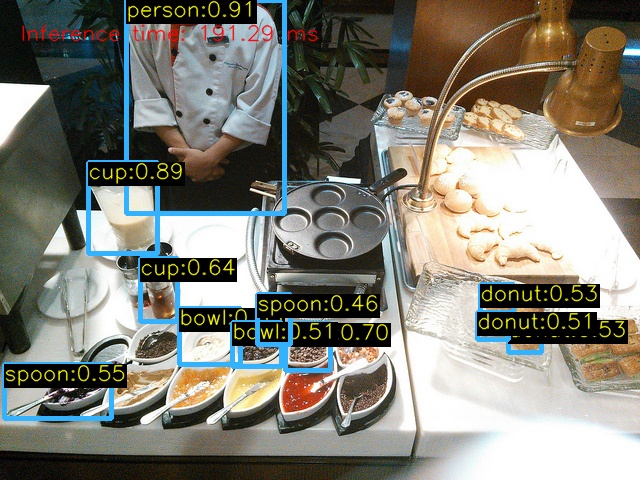 person:0.91
Inference time: 191.29 ms
cup:0.89
cup:0.64
spoon:0.46
donut:0.53
bowl:0.51
0.70
donut:0.51
53
spoon:0.55